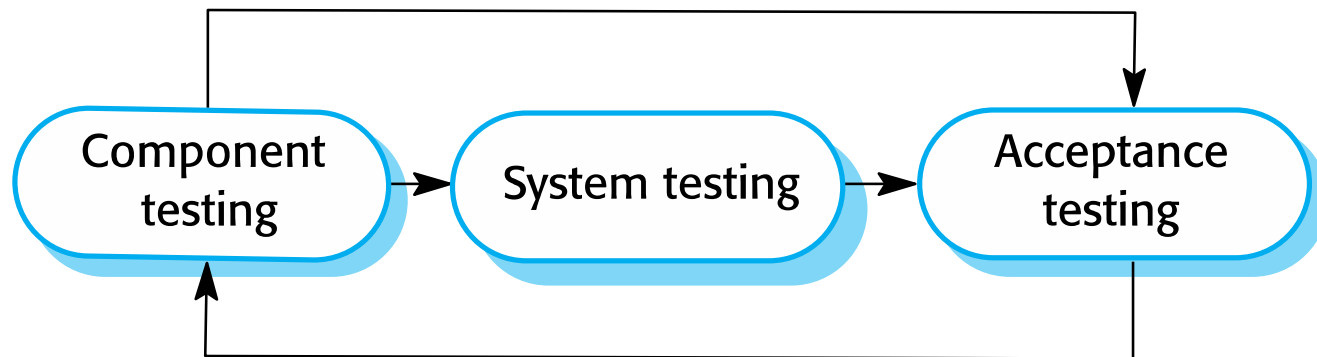 Component
testing
System testing
Acceptance
testing